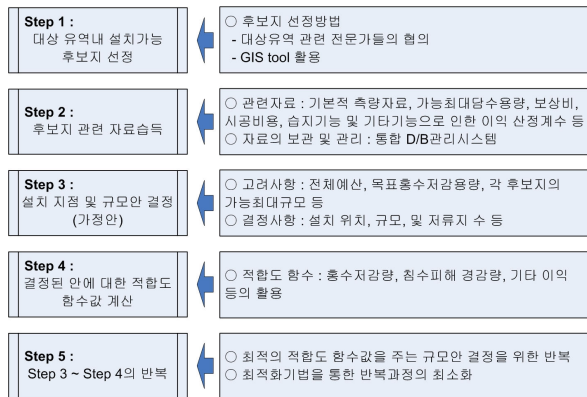 Step 1 :
대상 유역내 설치가능
후보지 선정
○ 후보지 선정방법
- 대상유역 관련 전문가들의 협의
- GIS tool 활용
Step 2 :
후보지 관련 자료습득
○ 관련자료 : 기본적 측량자료, 가능최대담수용량, 보상비,
시공비용, 습지기능 및 기타기능으로 인한 이익 산정계수 등
○ 자료의 보관 및 관리 : 통합 D/B관리시스템
Step 3 :
설치 지점 및 규모안 결정
(가정안)
○ 고려사항 : 전체예산, 목표홍수저감용량, 각 후보지의
가능최대규모 등
○ 결정사항 : 설치 위치, 규모, 및 저류지 수 등
Step 4 :
결정된 안에 대한 적합도
함수값 계산
○ 적합도 함수 : 홍수저감량, 침수피해 경감량, 기타 이익
등의 활용
Step 5 :
Step 3 ~ Step 4의 반복
○ 최적의 적합도 함수값을 주는 규모안 결정을 위한 반복
○ 최적화기법을 통한 반복과정의 최소화